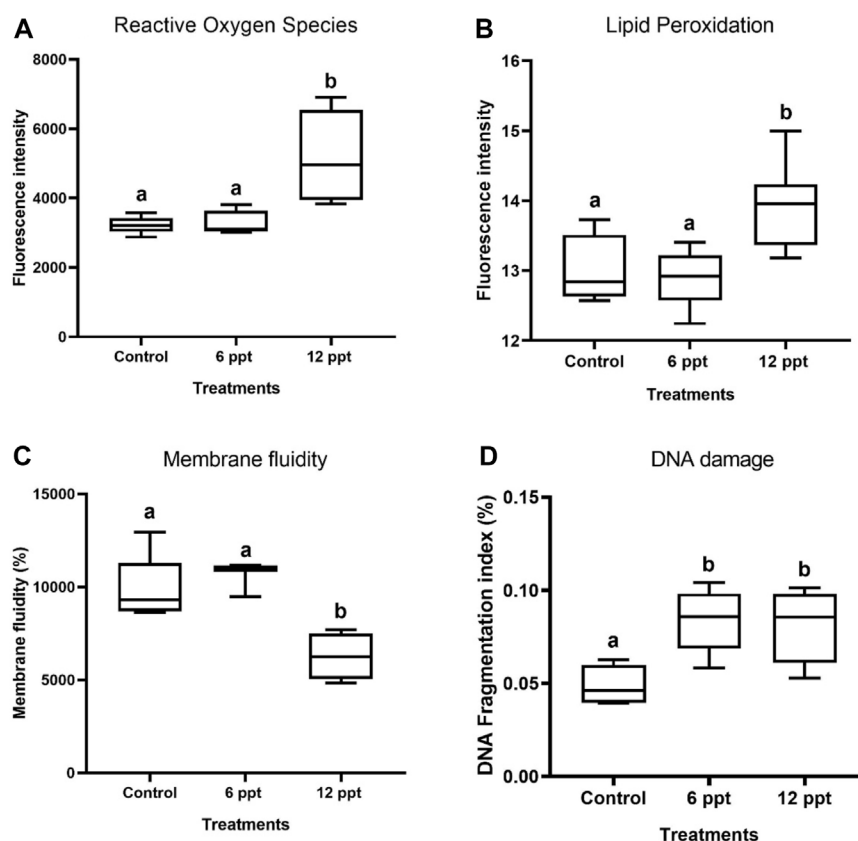 A
Reactive Oxygen Species
Fluorescence intensity
8000
6000
4000
2000
0
a
a
b
Control 6 ppt 12 ppt
Treatments
B
Lipid Peroxidation
Fluorescence intensity
16
15
14
13
12
a
a
b
Control 6 ppt 12 ppt
Treatments
C
Membrane fluidity
Membrane fluidity (%)
15000
10000
5000
0
a
a
b
Control 6 ppt 12 ppt
Treatments
D
DNA damage
DNA Fragmentation index (%)
0.15
0.10
0.05
0.00
a
b
b
Control 6 ppt 12 ppt
Treatments